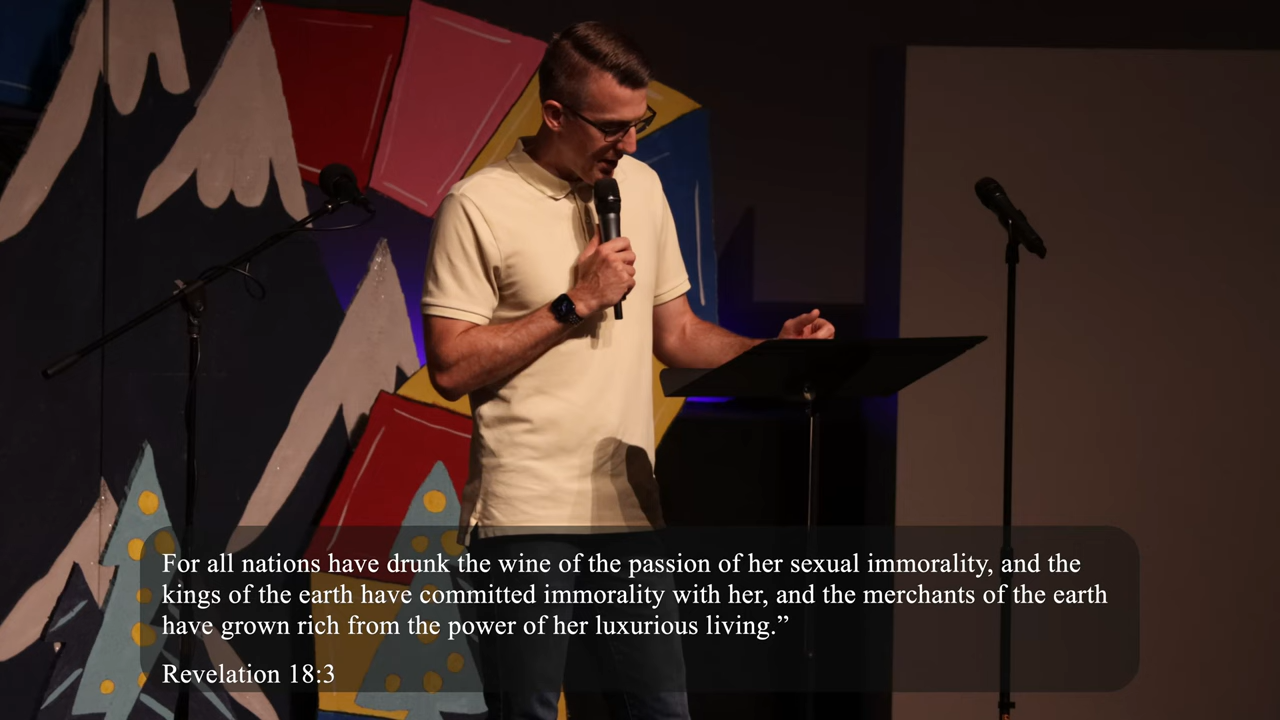 For all nations have drunk the wine of the passion of her sexual immorality, and the
kings of the earth have committed immorality with her, and the merchants of the earth
have grown rich from the power of her luxurious living.”
Revelation 18:3